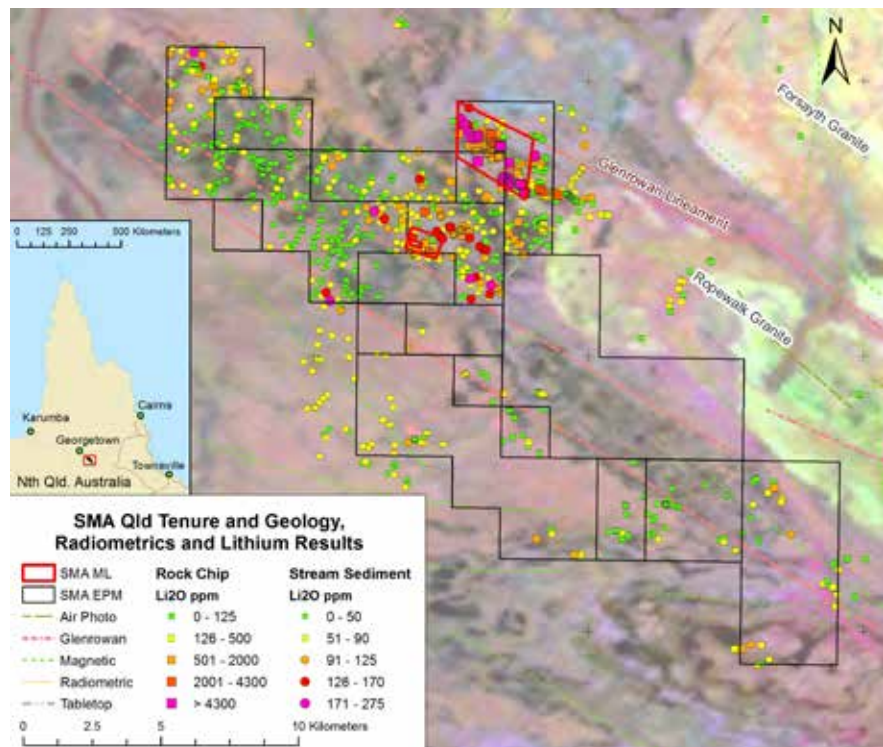 N
Forsayth Granite
Glenrowan Lineament
Ropewalk Granite
0 125 250 500 Kilometers
Cairns
Karumba
Georgetown
Townsville
Nth Qld. Australia
SMA Qld Tenure and Geology,
Radiometrics and Lithium Results
SMA ML
SMA EPM
Air Photo
Glenrowan
Magnetic
Radiometric
Tabletop
Rock Chip
Li2O ppm
0 - 125
126 - 500
501 - 2000
2001 - 4300
> 4300
Stream Sediment
Li2O ppm
0 - 50
51 - 90
91 - 125
126 - 170
171 - 275
0 2.5 5 10 Kilometers